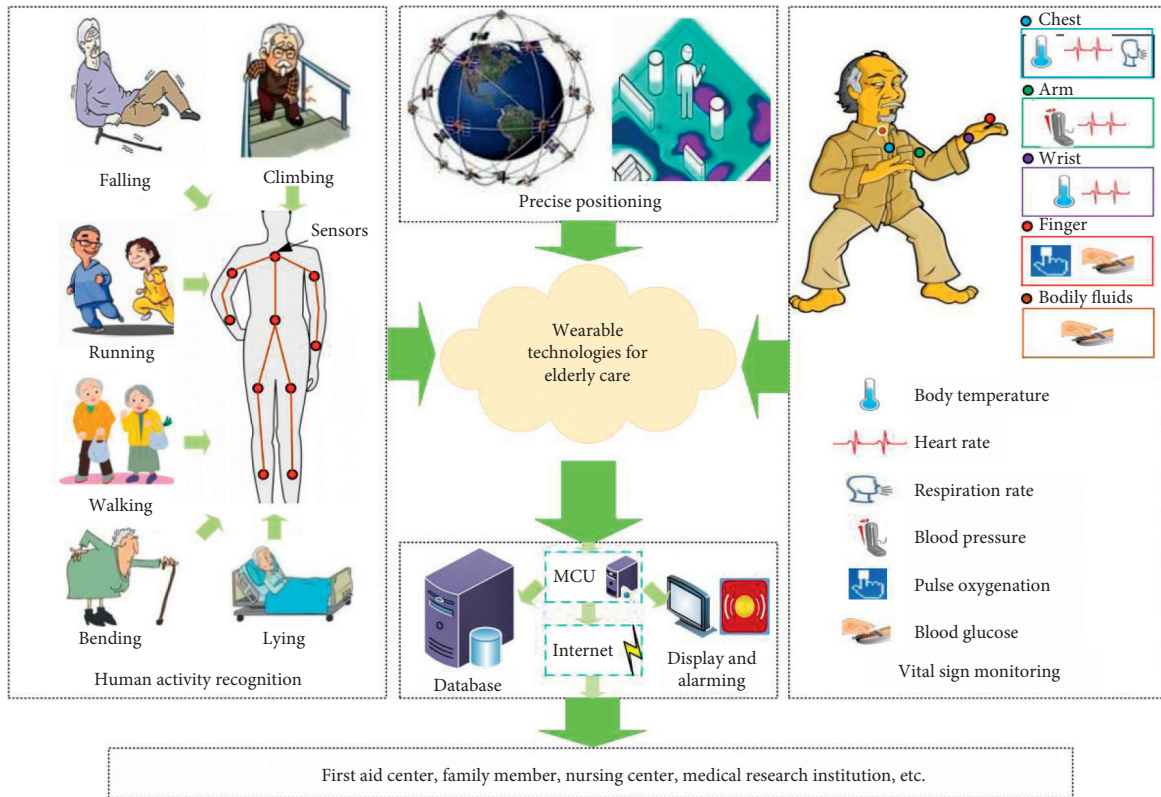 Falling
Climbing
Sensors
Running
Walking
Bending
Lying
Human activity recognition
Precise positioning
Wearable
technologies for
elderly care
MCU
Internet
Database
Display and
alarming
Chest
Arm
Wrist
Finger
Bodily fluids
Body temperature
Heart rate
Respiration rate
Blood pressure
Pulse oxygenation
Blood glucose
Vital sign monitoring
First aid center, family member, nursing center, medical research institution, etc.